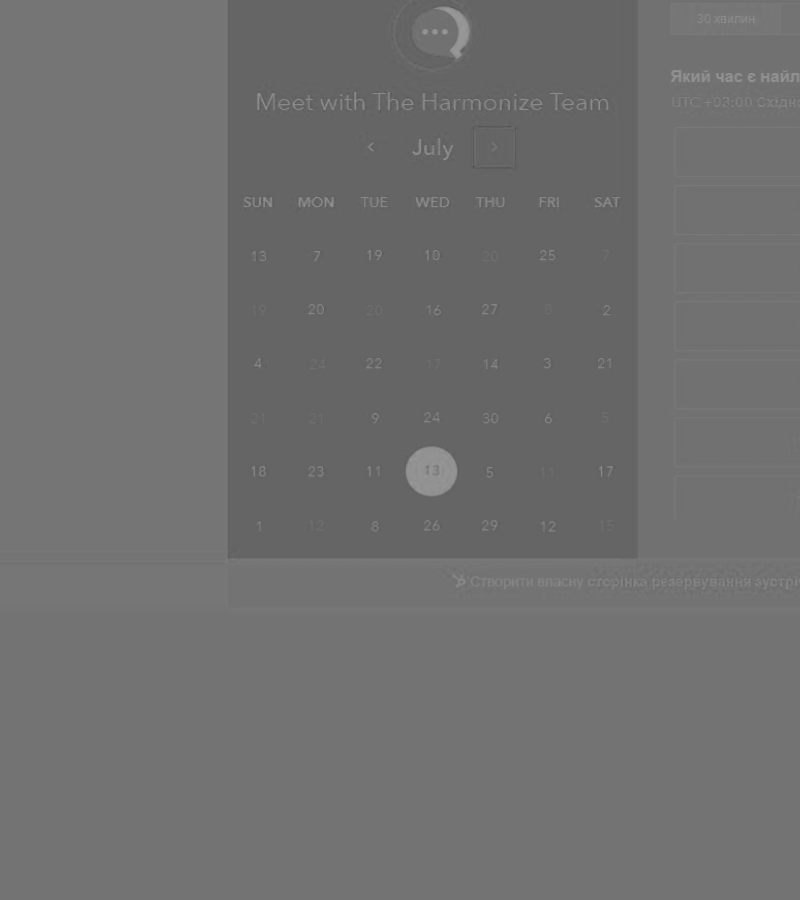 30 хвилин
Який час є найл
UTC +03:00 Східно
Meet with The Harmonize Team
July
SUN MON TUE WED THU FRI SAT
13 7 19 10 20 25 7
19 20 20 16 27 8 2
4 24 22 17 14 3 21
21 21 9 24 30 6 5
18 23 11 13 5 11 17
1 12 8 26 29 12 15
Створити власну сторінка резервування зустріч